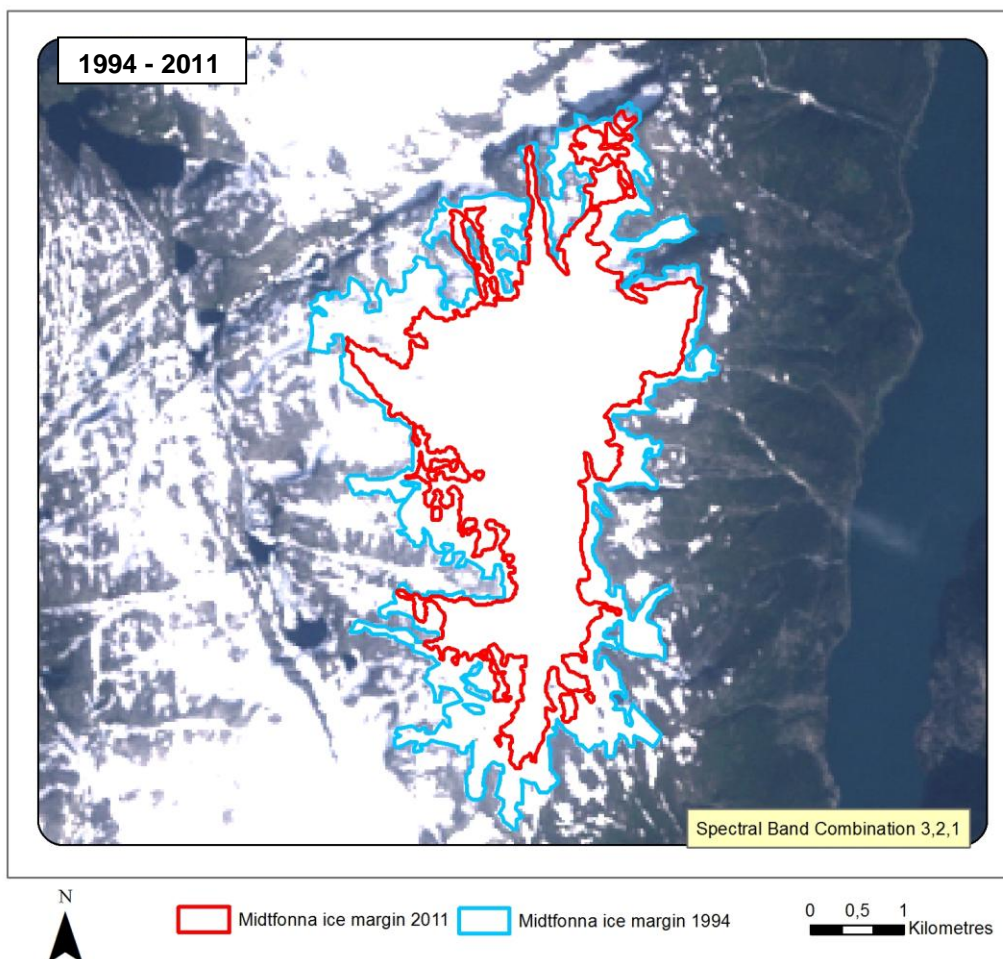 1994 - 2011
Spectral Band Combination 3,2,1
N
Midtfonna ice margin 2011
Midtfonna ice margin 1994
0 0,5 1
Kilometres